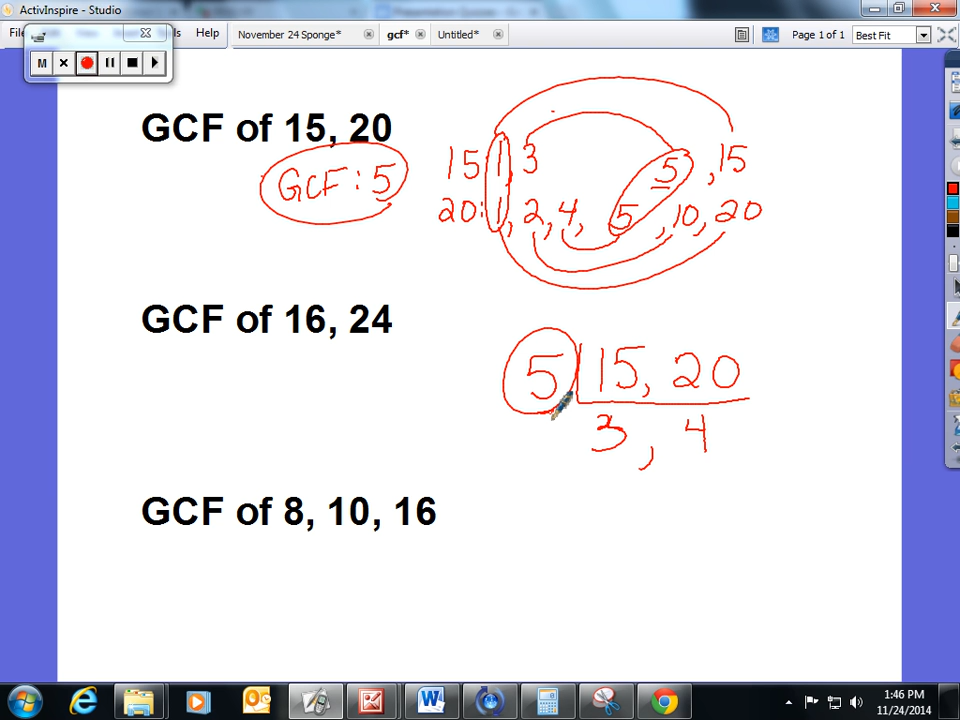 ActivInspire - Studio
Help
November 24 Sponge*
gcf*
Untitled*
Page 1 of 1
Best Fit
M
GCF of 15, 20
15 1, 3 5, 15
GCF: 5
20: 1, 2, 4, 5, 10, 20
GCF of 16, 24
5 15, 20
3, 4
GCF of 8, 10, 16
1:46 PM
11/24/2014